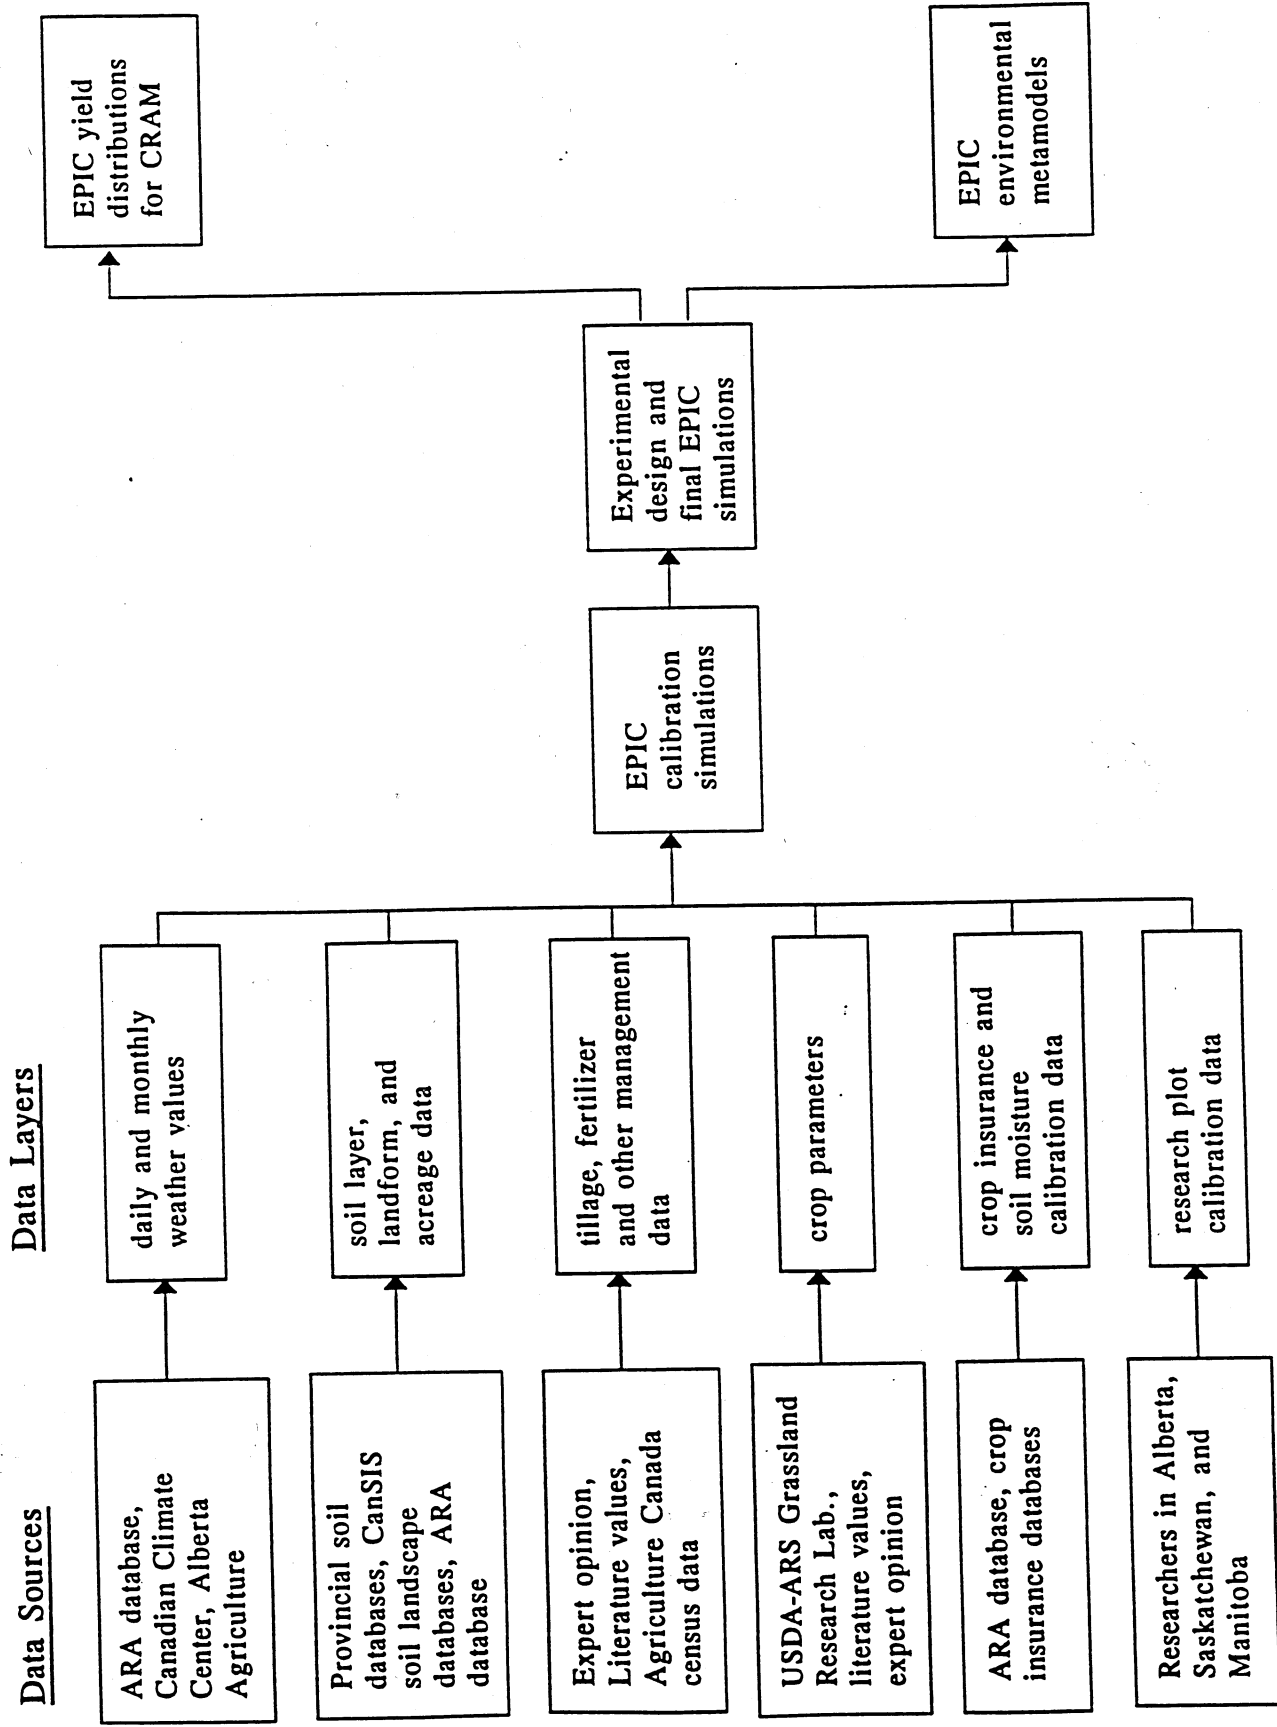 Data Sources
Data Layers
ARA database,
Canadian Climate
Center, Alberta
Agriculture
daily and monthly
weather values
Provincial soil
databases, CanSIS
soil landscape
databases, ARA
database
soil layer,
landform, and
acreage data
Expert opinion,
Literature values,
Agriculture Canada
census data
tillage, fertilizer
and other management
data
USDA-ARS Grassland
Research Lab.,
literature values,
expert opinion
crop parameters
ARA database, crop
insurance databases
crop insurance and
soil moisture
calibration data
Researchers in Alberta,
Saskatchewan, and
Manitoba
research plot
calibration data
EPIC
calibration
simulations
Experimental
design and
final EPIC
simulations
EPIC yield
distributions
for CRAM
EPIC
environmental
metamodels